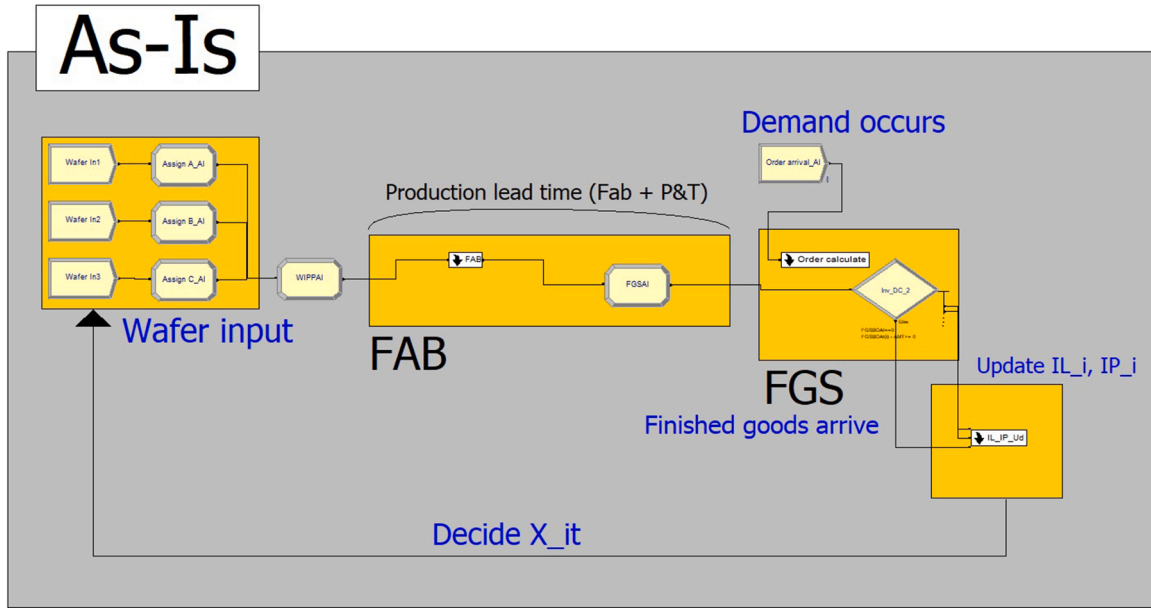 As-Is
Demand occurs
Wafer In1
Assign A_AI
Order arrival_AI
Production lead time (Fab + P&T)
Wafer In2
Assign B_AI
FAB
Order calculate
Wafer In3
Assign C_AI
WIPPAI
FGSAI
Inv_DC_2
Wafer input
FAB
FGS
Update IL_i, IP_i
Finished goods arrive
IL_IP_Ud
Decide X_it